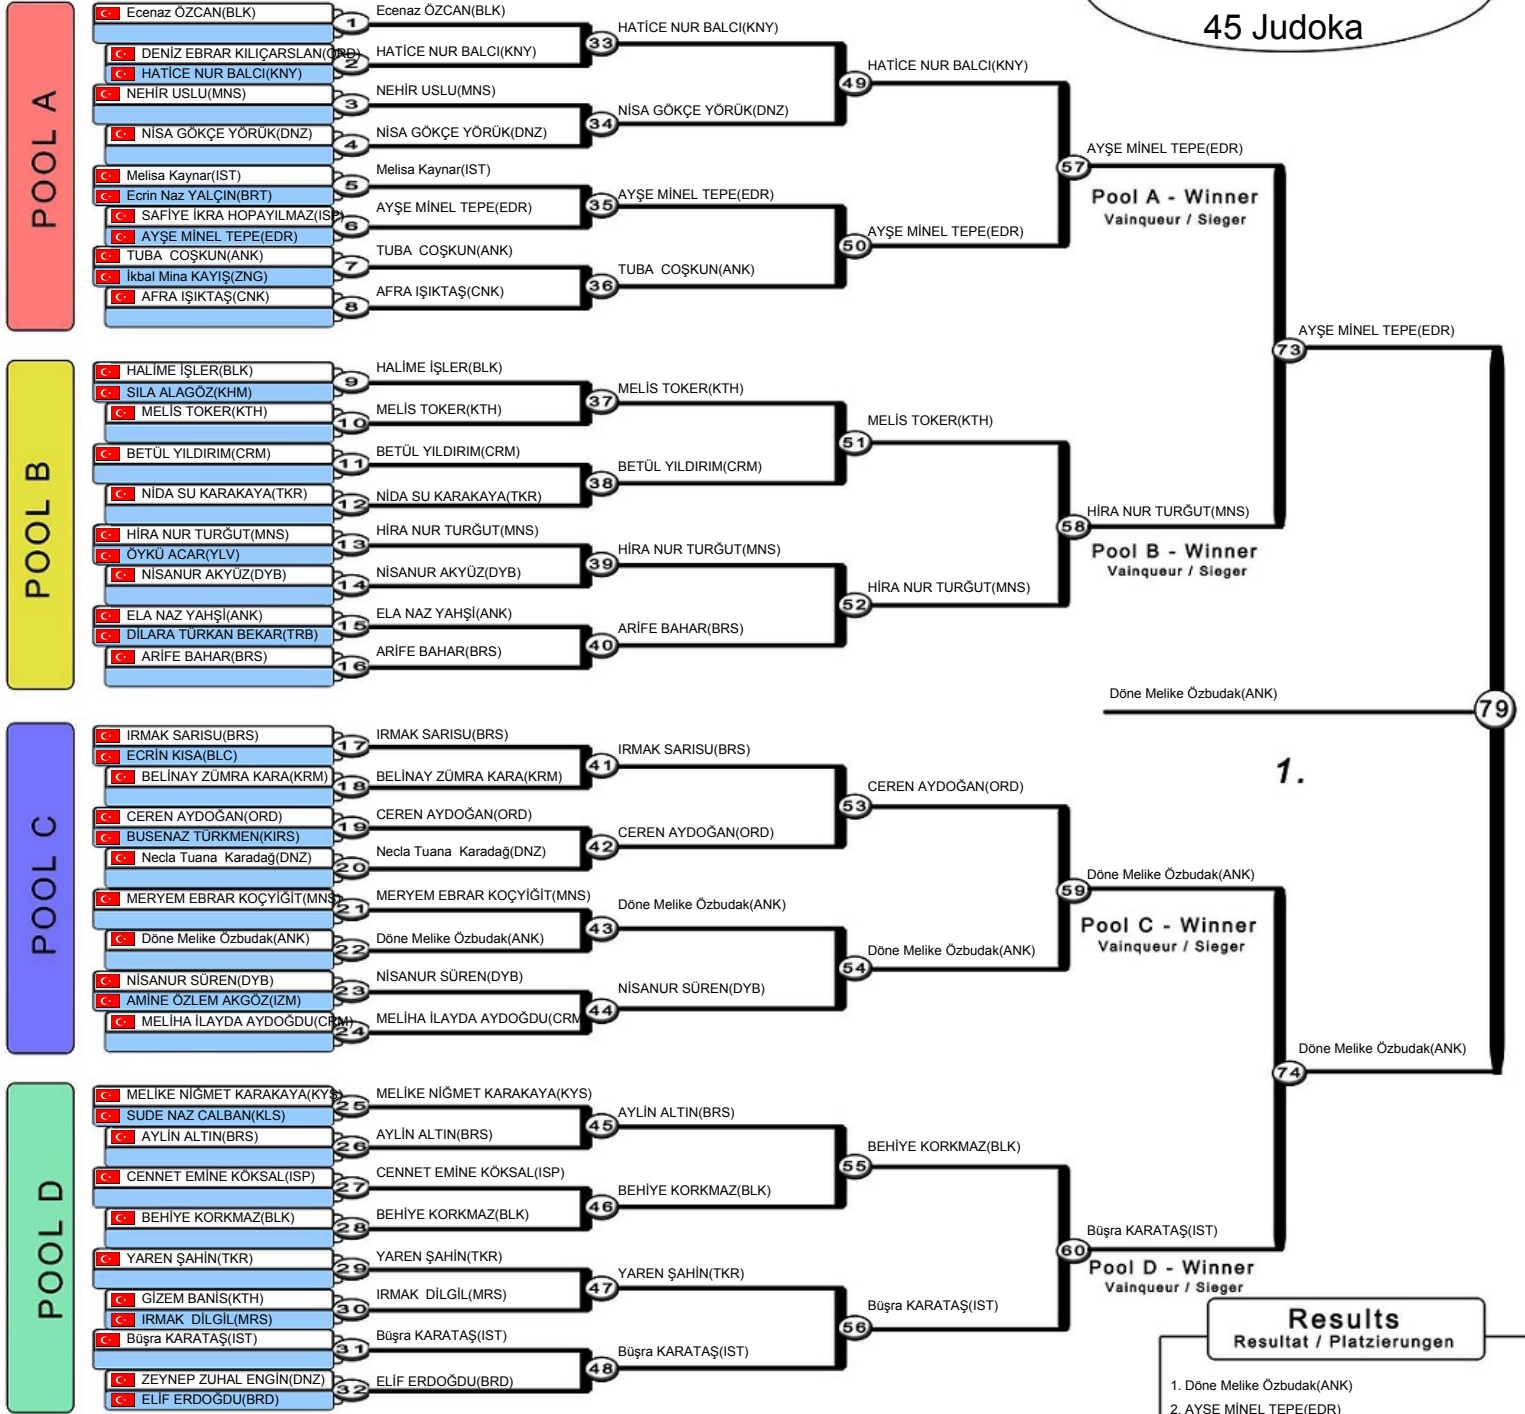 45 Judoka
POOL A
Ecenaz ÖZCAN(BLK)
DENİZ EBRAR KILIÇARSLAN(ORD)
HATİCE NUR BALCI(KNY)
NEHİR USLU(MNS)
NİSA GÖKÇE YÖRÜK(DNZ)
Melisa Kaynar(IST)
Ecrin Naz YALÇIN(BRT)
SAFİYE İKRA HOPAYILMAZ(ISP)
AYŞE MİNEL TEPE(EDR)
TUBA  COŞKUN(ANK)
İkbal Mina KAYIŞ(ZNG)
AFRA IŞIKTAŞ(CNK)
1
2
3
4
5
6
7
8
Ecenaz ÖZCAN(BLK)
HATİCE NUR BALCI(KNY)
NEHİR USLU(MNS)
NİSA GÖKÇE YÖRÜK(DNZ)
Melisa Kaynar(IST)
AYŞE MİNEL TEPE(EDR)
TUBA  COŞKUN(ANK)
AFRA IŞIKTAŞ(CNK)
33
34
35
36
HATİCE NUR BALCI(KNY)
NİSA GÖKÇE YÖRÜK(DNZ)
AYŞE MİNEL TEPE(EDR)
TUBA  COŞKUN(ANK)
49
50
HATİCE NUR BALCI(KNY)
AYŞE MİNEL TEPE(EDR)
57
AYŞE MİNEL TEPE(EDR)
Pool A - Winner
Vainqueur / Sieger
POOL B
HALİME İŞLER(BLK)
SILA ALAGÖZ(KHM)
MELİS TOKER(KTH)
BETÜL YILDIRIM(CRM)
NİDA SU KARAKAYA(TKR)
HİRA NUR TURĞUT(MNS)
ÖYKÜ ACAR(YLV)
NİSANUR AKYÜZ(DYB)
ELA NAZ YAHŞİ(ANK)
DİLARA TÜRKAN BEKAR(TRB)
ARİFE BAHAR(BRS)
9
10
11
12
13
14
15
16
HALİME İŞLER(BLK)
MELİS TOKER(KTH)
BETÜL YILDIRIM(CRM)
NİDA SU KARAKAYA(TKR)
HİRA NUR TURĞUT(MNS)
NİSANUR AKYÜZ(DYB)
ELA NAZ YAHŞİ(ANK)
ARİFE BAHAR(BRS)
37
38
39
40
MELİS TOKER(KTH)
BETÜL YILDIRIM(CRM)
HİRA NUR TURĞUT(MNS)
ARİFE BAHAR(BRS)
51
52
MELİS TOKER(KTH)
HİRA NUR TURĞUT(MNS)
58
HİRA NUR TURĞUT(MNS)
Pool B - Winner
Vainqueur / Sieger
73
AYŞE MİNEL TEPE(EDR)
Döne Melike Özbudak(ANK)
79
1.
POOL C
IRMAK SARISU(BRS)
ECRİN KISA(BLC)
BELİNAY ZÜMRA KARA(KRM)
CEREN AYDOĞAN(ORD)
BUSENAZ TÜRKMEN(KIRS)
Necla Tuana  Karadağ(DNZ)
MERYEM EBRAR KOÇYİĞİT(MNS)
Döne Melike Özbudak(ANK)
NİSANUR SÜREN(DYB)
AMİNE ÖZLEM AKGÖZ(IZM)
MELİHA İLAYDA AYDOĞDU(CRM)
17
18
19
20
21
22
23
24
IRMAK SARISU(BRS)
BELİNAY ZÜMRA KARA(KRM)
CEREN AYDOĞAN(ORD)
Necla Tuana  Karadağ(DNZ)
MERYEM EBRAR KOÇYİĞİT(MNS)
Döne Melike Özbudak(ANK)
NİSANUR SÜREN(DYB)
MELİHA İLAYDA AYDOĞDU(CRM
41
42
43
44
IRMAK SARISU(BRS)
CEREN AYDOĞAN(ORD)
Döne Melike Özbudak(ANK)
NİSANUR SÜREN(DYB)
53
54
CEREN AYDOĞAN(ORD)
Döne Melike Özbudak(ANK)
59
Döne Melike Özbudak(ANK)
Pool C - Winner
Vainqueur / Sieger
74
Döne Melike Özbudak(ANK)
POOL D
MELİKE NİĞMET KARAKAYA(KYS)
SUDE NAZ CALBAN(KLS)
AYLİN ALTIN(BRS)
CENNET EMİNE KÖKSAL(ISP)
BEHİYE KORKMAZ(BLK)
YAREN ŞAHİN(TKR)
GİZEM BANİS(KTH)
IRMAK  DİLGİL(MRS)
Büşra KARATAŞ(IST)
ZEYNEP ZUHAL ENGİN(DNZ)
ELİF ERDOĞDU(BRD)
25
26
27
28
29
30
31
32
MELİKE NİĞMET KARAKAYA(KYS)
AYLİN ALTIN(BRS)
CENNET EMİNE KÖKSAL(ISP)
BEHİYE KORKMAZ(BLK)
YAREN ŞAHİN(TKR)
IRMAK  DİLGİL(MRS)
Büşra KARATAŞ(IST)
ELİF ERDOĞDU(BRD)
45
46
47
48
AYLİN ALTIN(BRS)
BEHİYE KORKMAZ(BLK)
YAREN ŞAHİN(TKR)
Büşra KARATAŞ(IST)
55
56
BEHİYE KORKMAZ(BLK)
Büşra KARATAŞ(IST)
60
Büşra KARATAŞ(IST)
Pool D - Winner
Vainqueur / Sieger
Results
Resultat / Platzierungen
1. Döne Melike Özbudak(ANK)
2. AYŞE MİNEL TEPE(EDR)